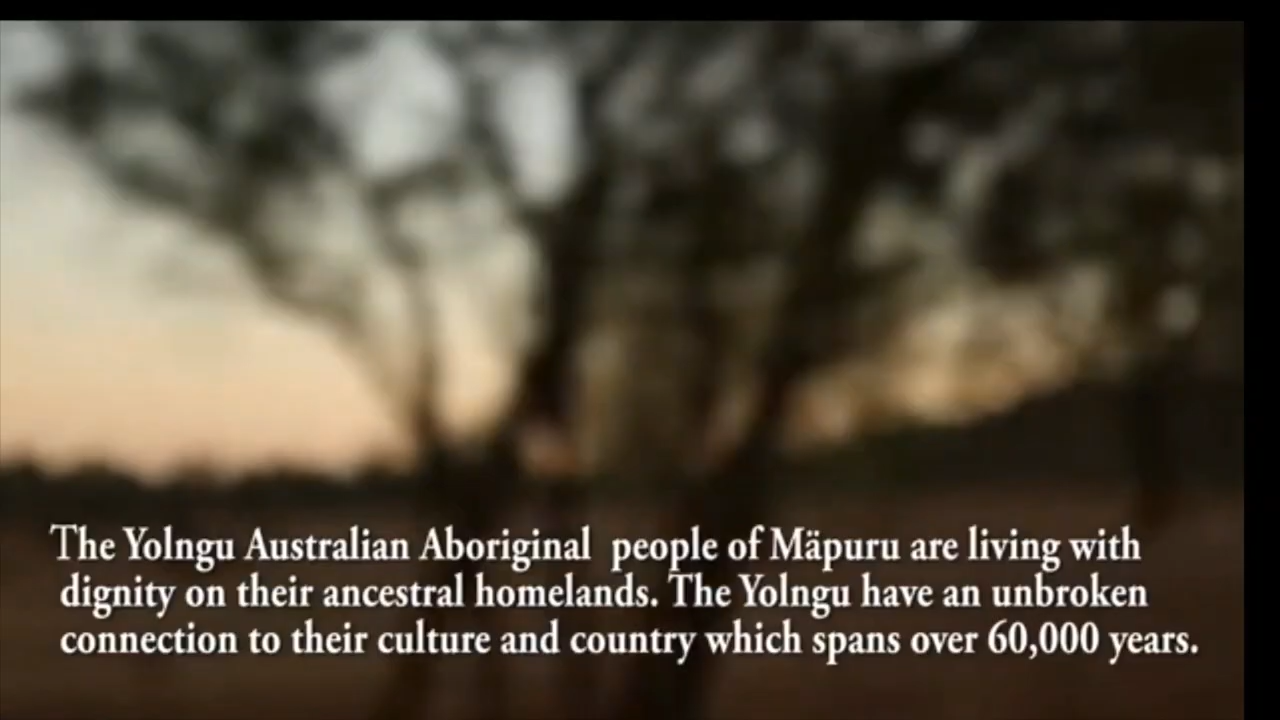 The Yolngu Australian Aboriginal people of Mäpuru are living with
dignity on their ancestral homelands. The Yolngu have an unbroken
connection to their culture and country which spans over 60,000 years.